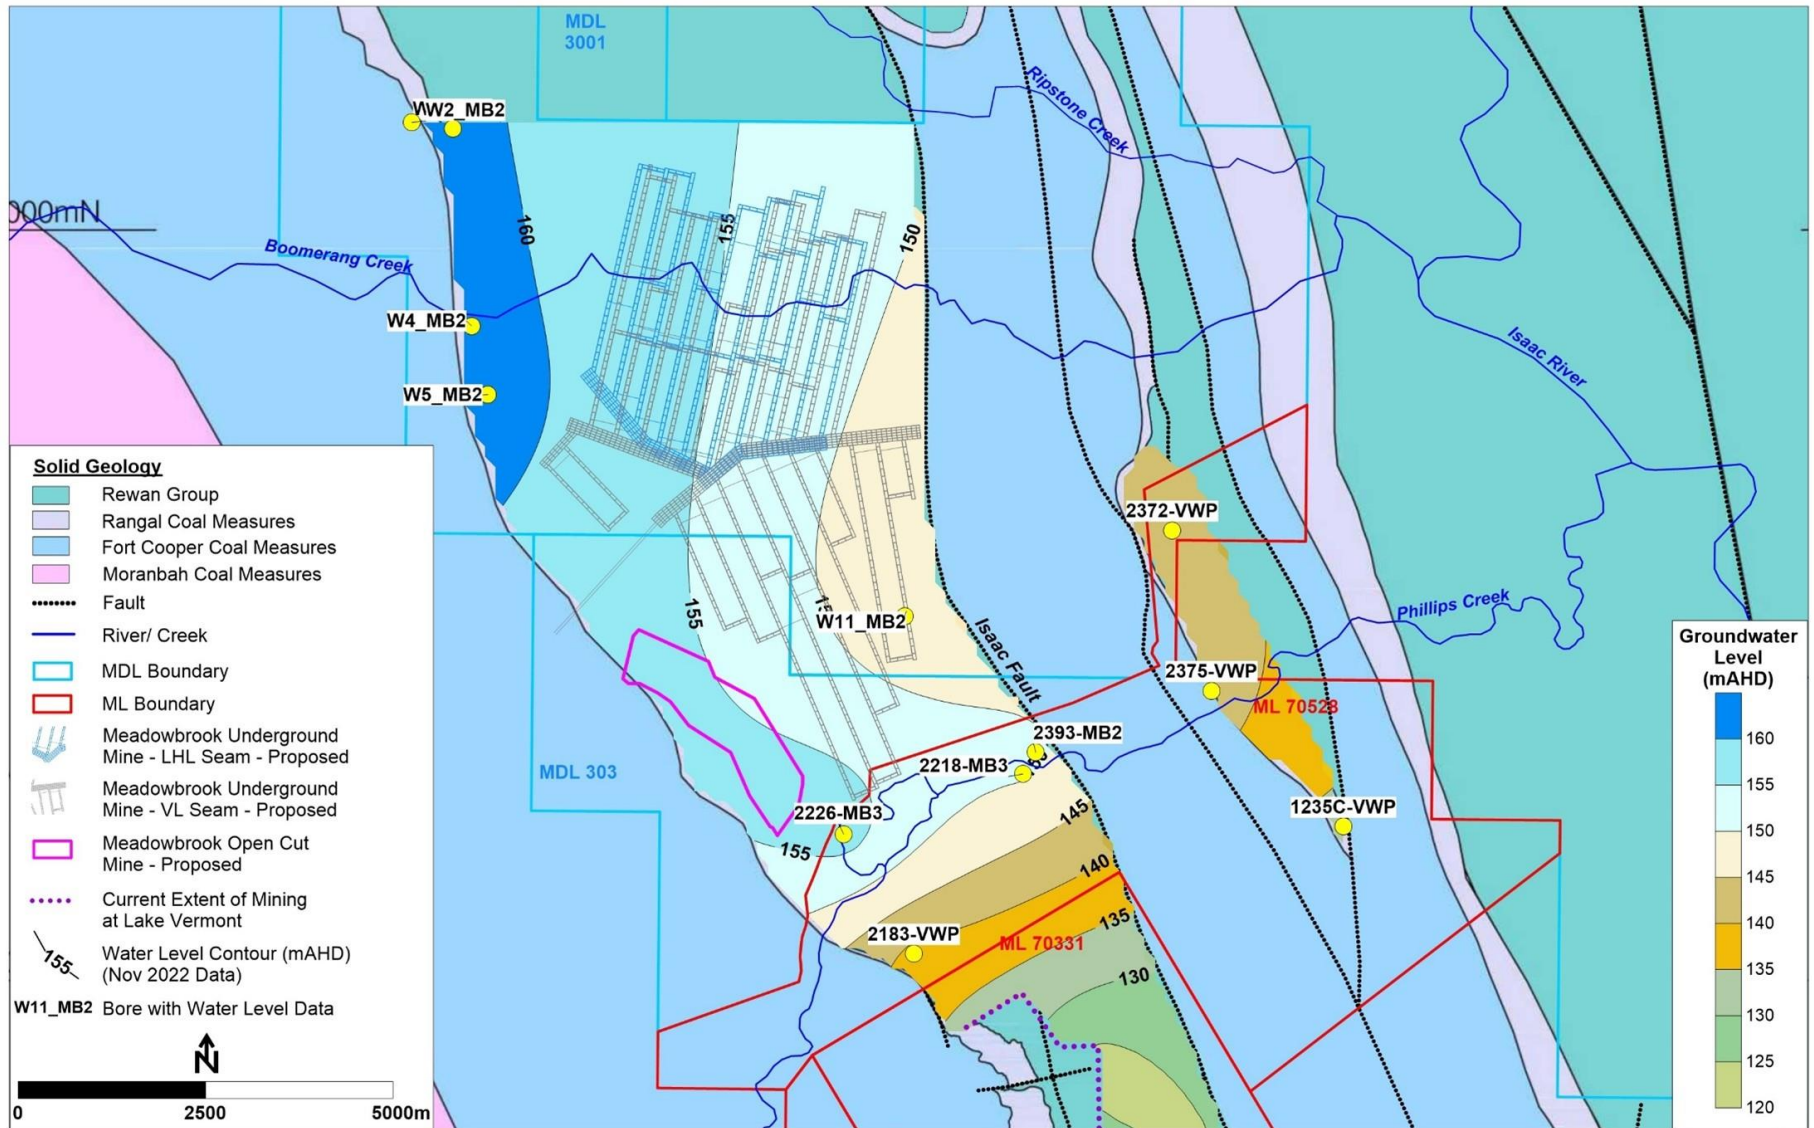 MDL
3001
WW2_MB2
Ripstone Creek
000mN
160
155
150
Boomerang Creek
W4_MB2
Isaac River
W5_MB2
Solid Geology
Rewan Group
Rangal Coal Measures
Fort Cooper Coal Measures
Moranbah Coal Measures
Fault
River/ Creek
MDL Boundary
ML Boundary
Meadowbrook Underground
Mine - LHL Seam - Proposed
Meadowbrook Underground
Mine - VL Seam - Proposed
Meadowbrook Open Cut
Mine - Proposed
Current Extent of Mining
at Lake Vermont
155
Water Level Contour (mAHD)
(Nov 2022 Data)
W11_MB2 Bore with Water Level Data
N
0 2500 5000m
2372-VWP
Phillips Creek
155
W11_MB2
Isaac Fault
2375-VWP
ML 70528
2393-MB2
2218-MB3
MDL 303
2226-MB3
1235C-VWP
145
155
140
2183-VWP
135
ML 70331
130
Groundwater
Level
(mAHD)
160
155
150
145
140
135
130
125
120